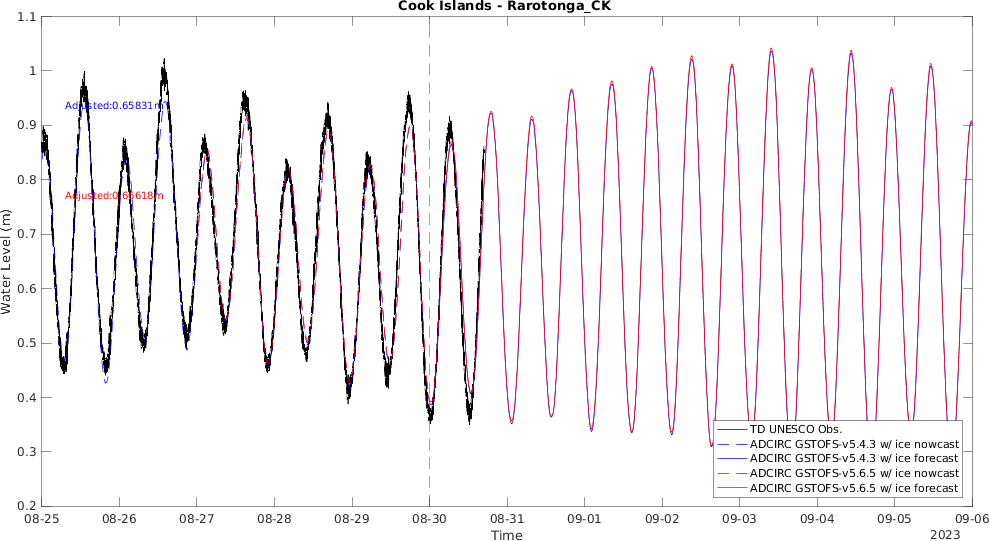 Cook Islands - Rarotonga_CK
Water Level (m)
1.1
1
0.9
0.8
0.7
0.6
0.5
0.4
0.3
0.2
Adjusted:0.65831m
Adjusted:0.66618m
TD UNESCO Obs.
ADCIRC GSTOFS-v5.4.3 w/ ice nowcast
ADCIRC GSTOFS-v5.4.3 w/ ice forecast
ADCIRC GSTOFS-v5.6.5 w/ ice nowcast
ADCIRC GSTOFS-v5.6.5 w/ ice forecast
08-25 08-26 08-27 08-28 08-29 08-30 08-31 09-01 09-02 09-03 09-04 09-05 09-06
Time
2023